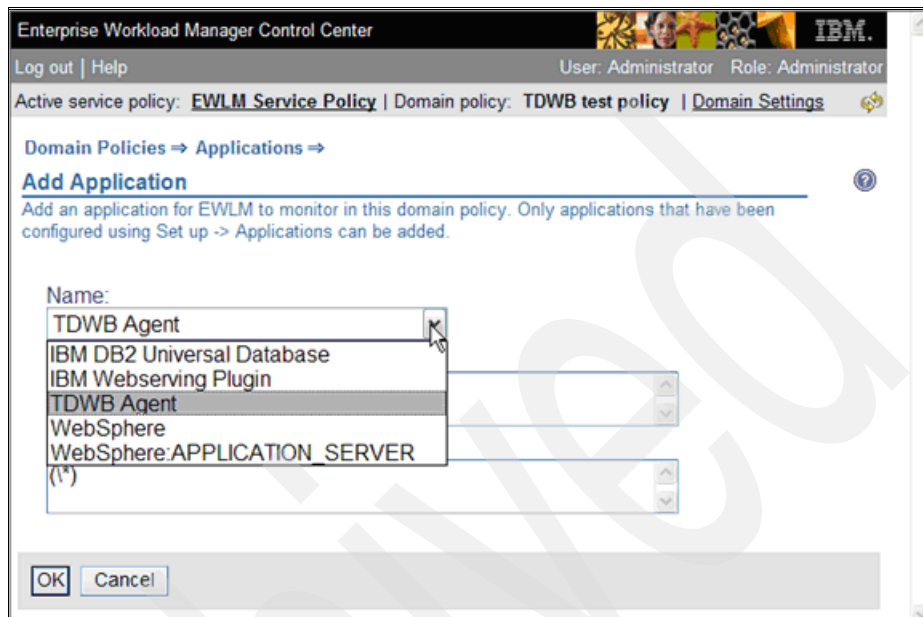 Enterprise Workload Manager Control Center IBM.
Log out | Help User: Administrator Role: Administrator
Active service policy: EWLM Service Policy | Domain policy: TDWB test policy | Domain Settings
Domain Policies ⇒ Applications ⇒
Add Application
Add an application for EWLM to monitor in this domain policy. Only applications that have been
configured using Set up -> Applications can be added.
Name:
TDWB Agent
IBM DB2 Universal Database
IBM Webserving Plugin
TDWB Agent
WebSphere
WebSphere:APPLICATION_SERVER
(\*)
OK Cancel